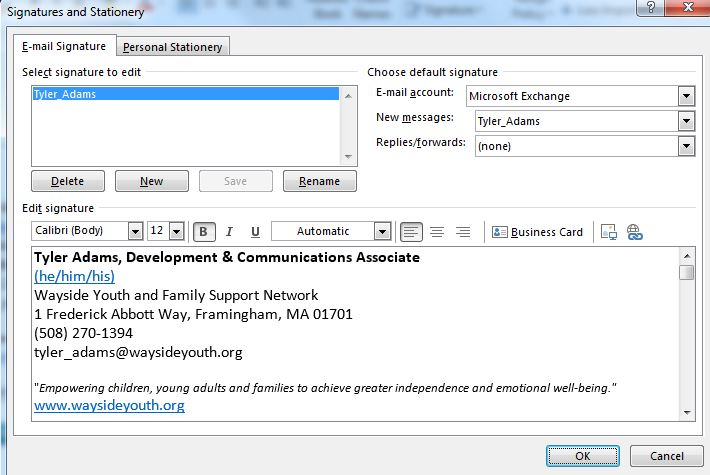 Signatures and Stationery
E-mail Signature
Personal Stationery
Select signature to edit
Choose default signature
Tyler_Adams
E-mail account:
Microsoft Exchange
New messages:
Tyler_Adams
Replies/forwards:
(none)
Delete
New
Save
Rename
Edit signature
Calibri (Body)
12
B
I
U
Automatic
Business Card
Tyler Adams, Development & Communications Associate
(he/him/his)
Wayside Youth and Family Support Network
1 Frederick Abbott Way, Framingham, MA 01701
(508) 270-1394
tyler_adams@waysideyouth.org
"Empowering children, young adults and families to achieve greater independence and emotional well-being."
www.waysideyouth.org
OK
Cancel